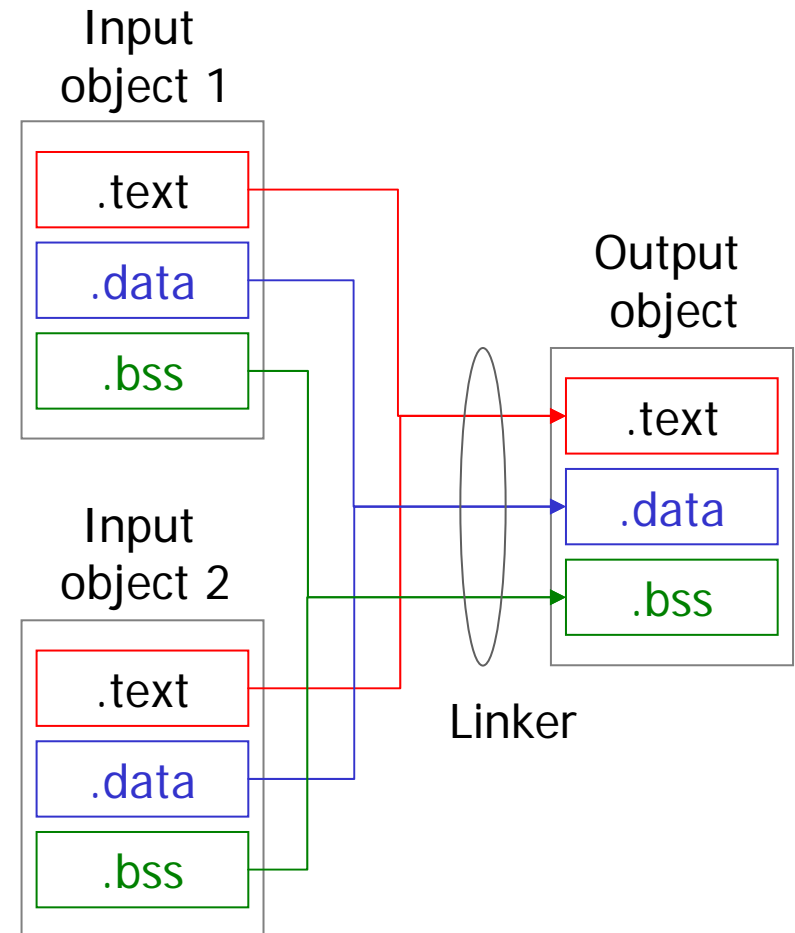 Input
object 1
.text
.data
.bss
Input
object 2
.text
.data
.bss
Linker
Output
object
.text
.data
.bss